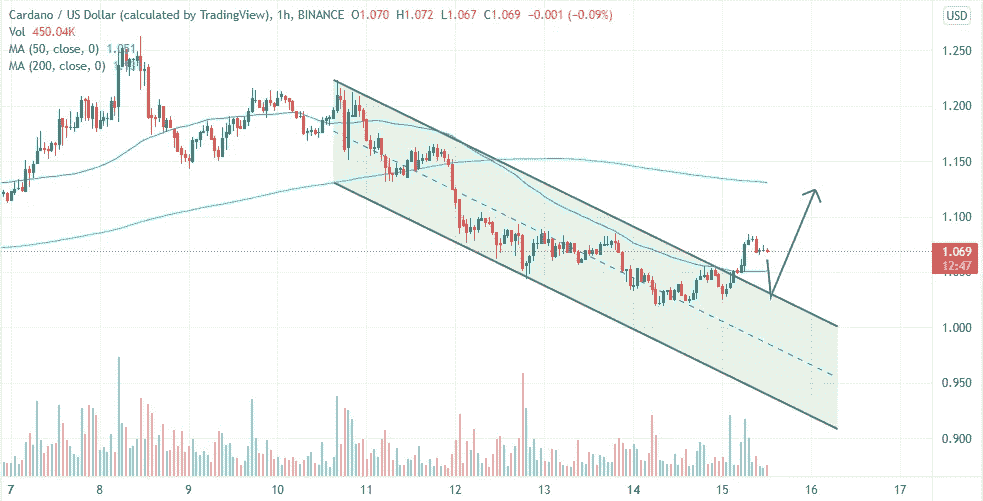 Cardano / US Dollar (calculated by TradingView), 1h, BINANCE O1.070 H1.072 L1.067 C1.069 −0.001 (−0.09%)
USD
Vol 450.04K
MA (50, close, 0) 1.051
MA (200, close, 0)
1.250
1.200
1.150
1.100
1.069
12:47
1.000
0.950
0.900
7 8 9 10 11 12 13 14 15 16